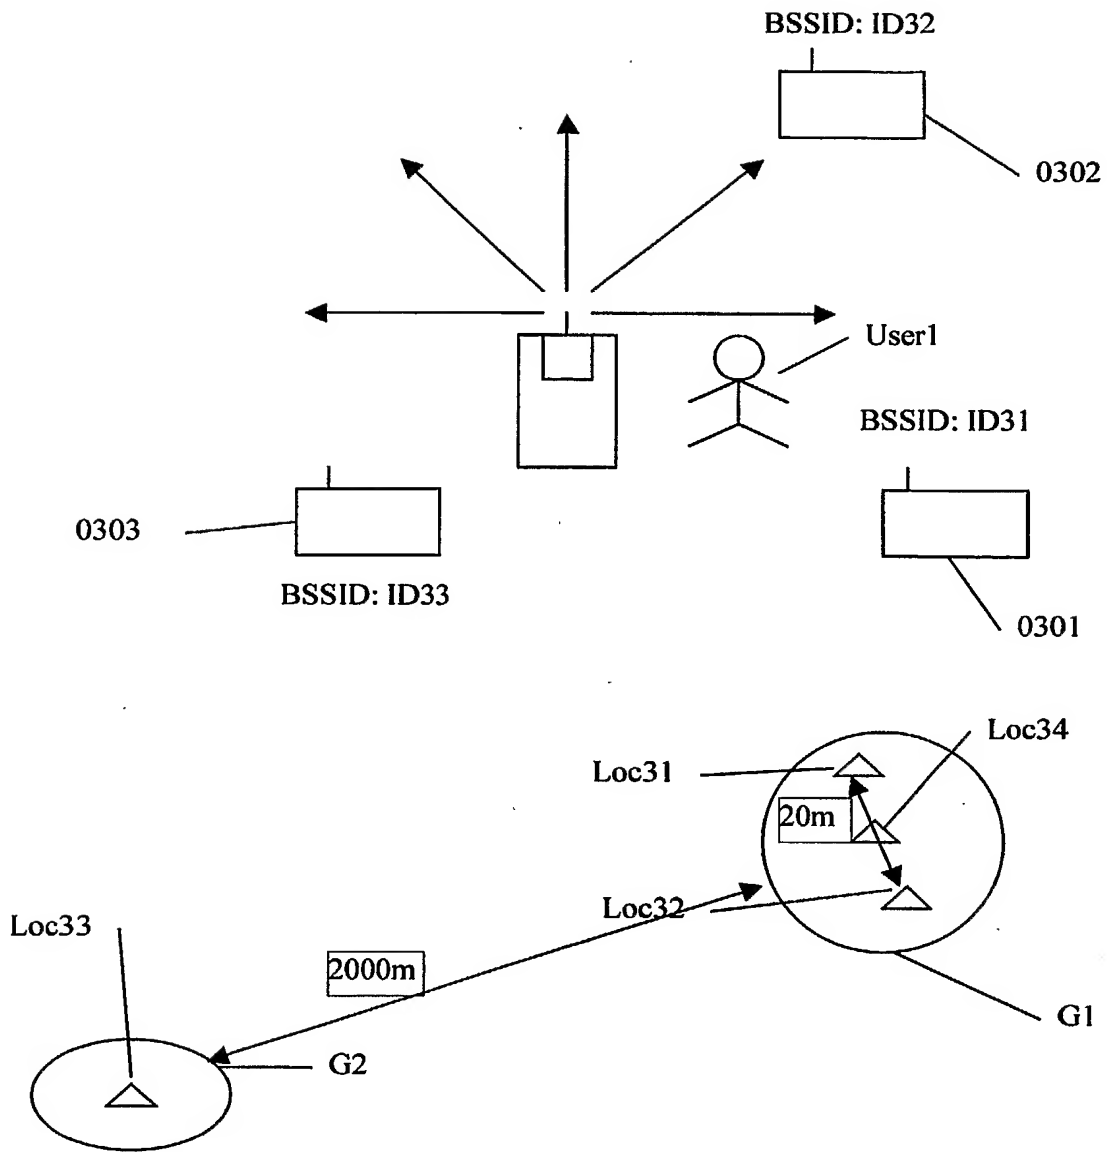 BSSID: ID32
0302
User1
BSSID: ID31
0303
BSSID: ID33
0301
Loc34
Loc31
20m
Loc32
Loc33
2000m
G1
G2